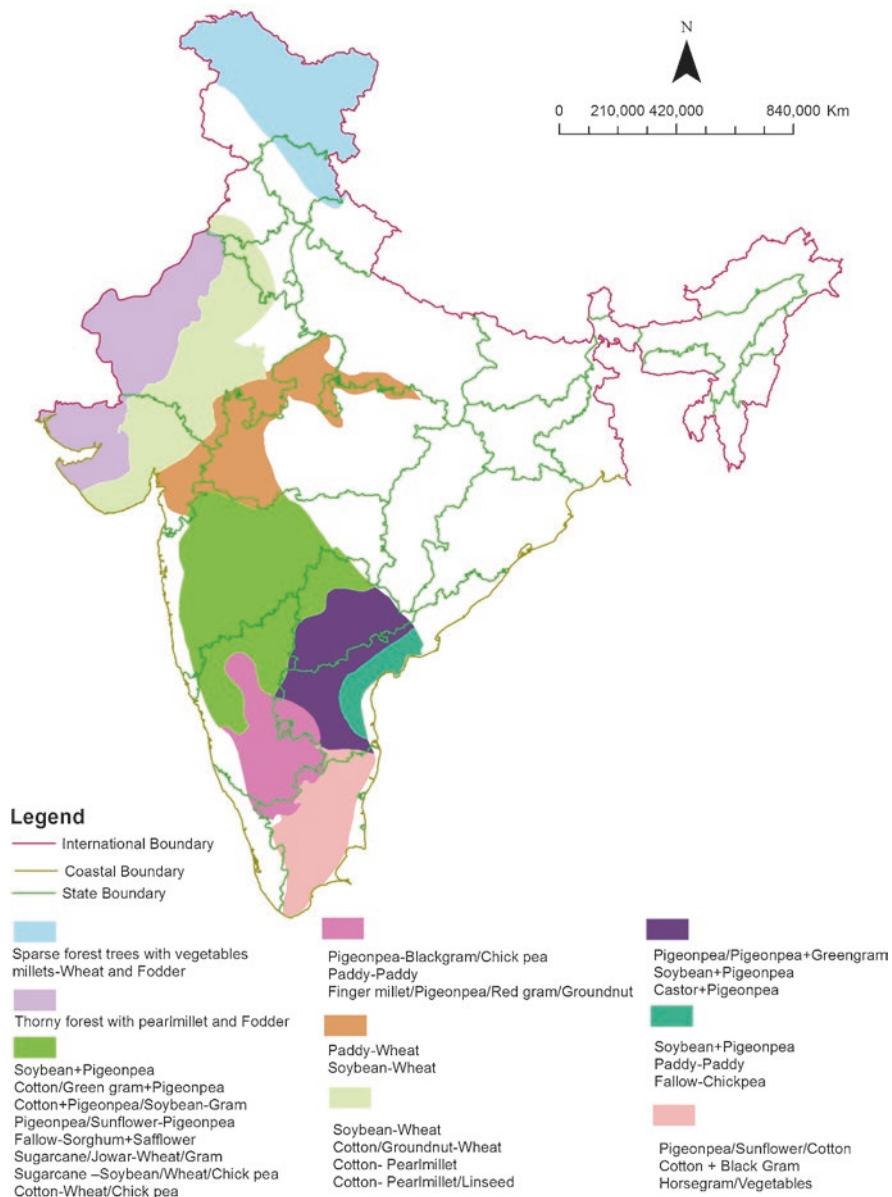 N
0 210,000 420,000 840,000 Km
Legend
International Boundary
Coastal Boundary
State Boundary
Sparse forest trees with vegetables
millets-Wheat and Fodder
Thorny forest with pearlmillet and Fodder
Soybean+Pigeonpea
Cotton/Green gram+Pigeonpea
Cotton+Pigeonpea/Soybean-Gram
Pigeonpea/Sunflower-Pigeonpea
Fallow-Sorghum+Safflower
Sugarcane/Jowar-Wheat/Gram
Sugarcane –Soybean/Wheat/Chick pea
Cotton-Wheat/Chick pea
Pigeonpea-Blackgram/Chick pea
Paddy-Paddy
Finger millet/Pigeonpea/Red gram/Groundnut
Paddy-Wheat
Soybean-Wheat
Soybean-Wheat
Cotton/Groundnut-Wheat
Cotton- Pearlmillet
Cotton- Pearlmillet/Linseed
Pigeonpea/Pigeonpea+Greengram
Soybean+Pigeonpea
Castor+Pigeonpea
Soybean+Pigeonpea
Paddy-Paddy
Fallow-Chickpea
Pigeonpea/Sunflower/Cotton
Cotton + Black Gram
Horsegram/Vegetables